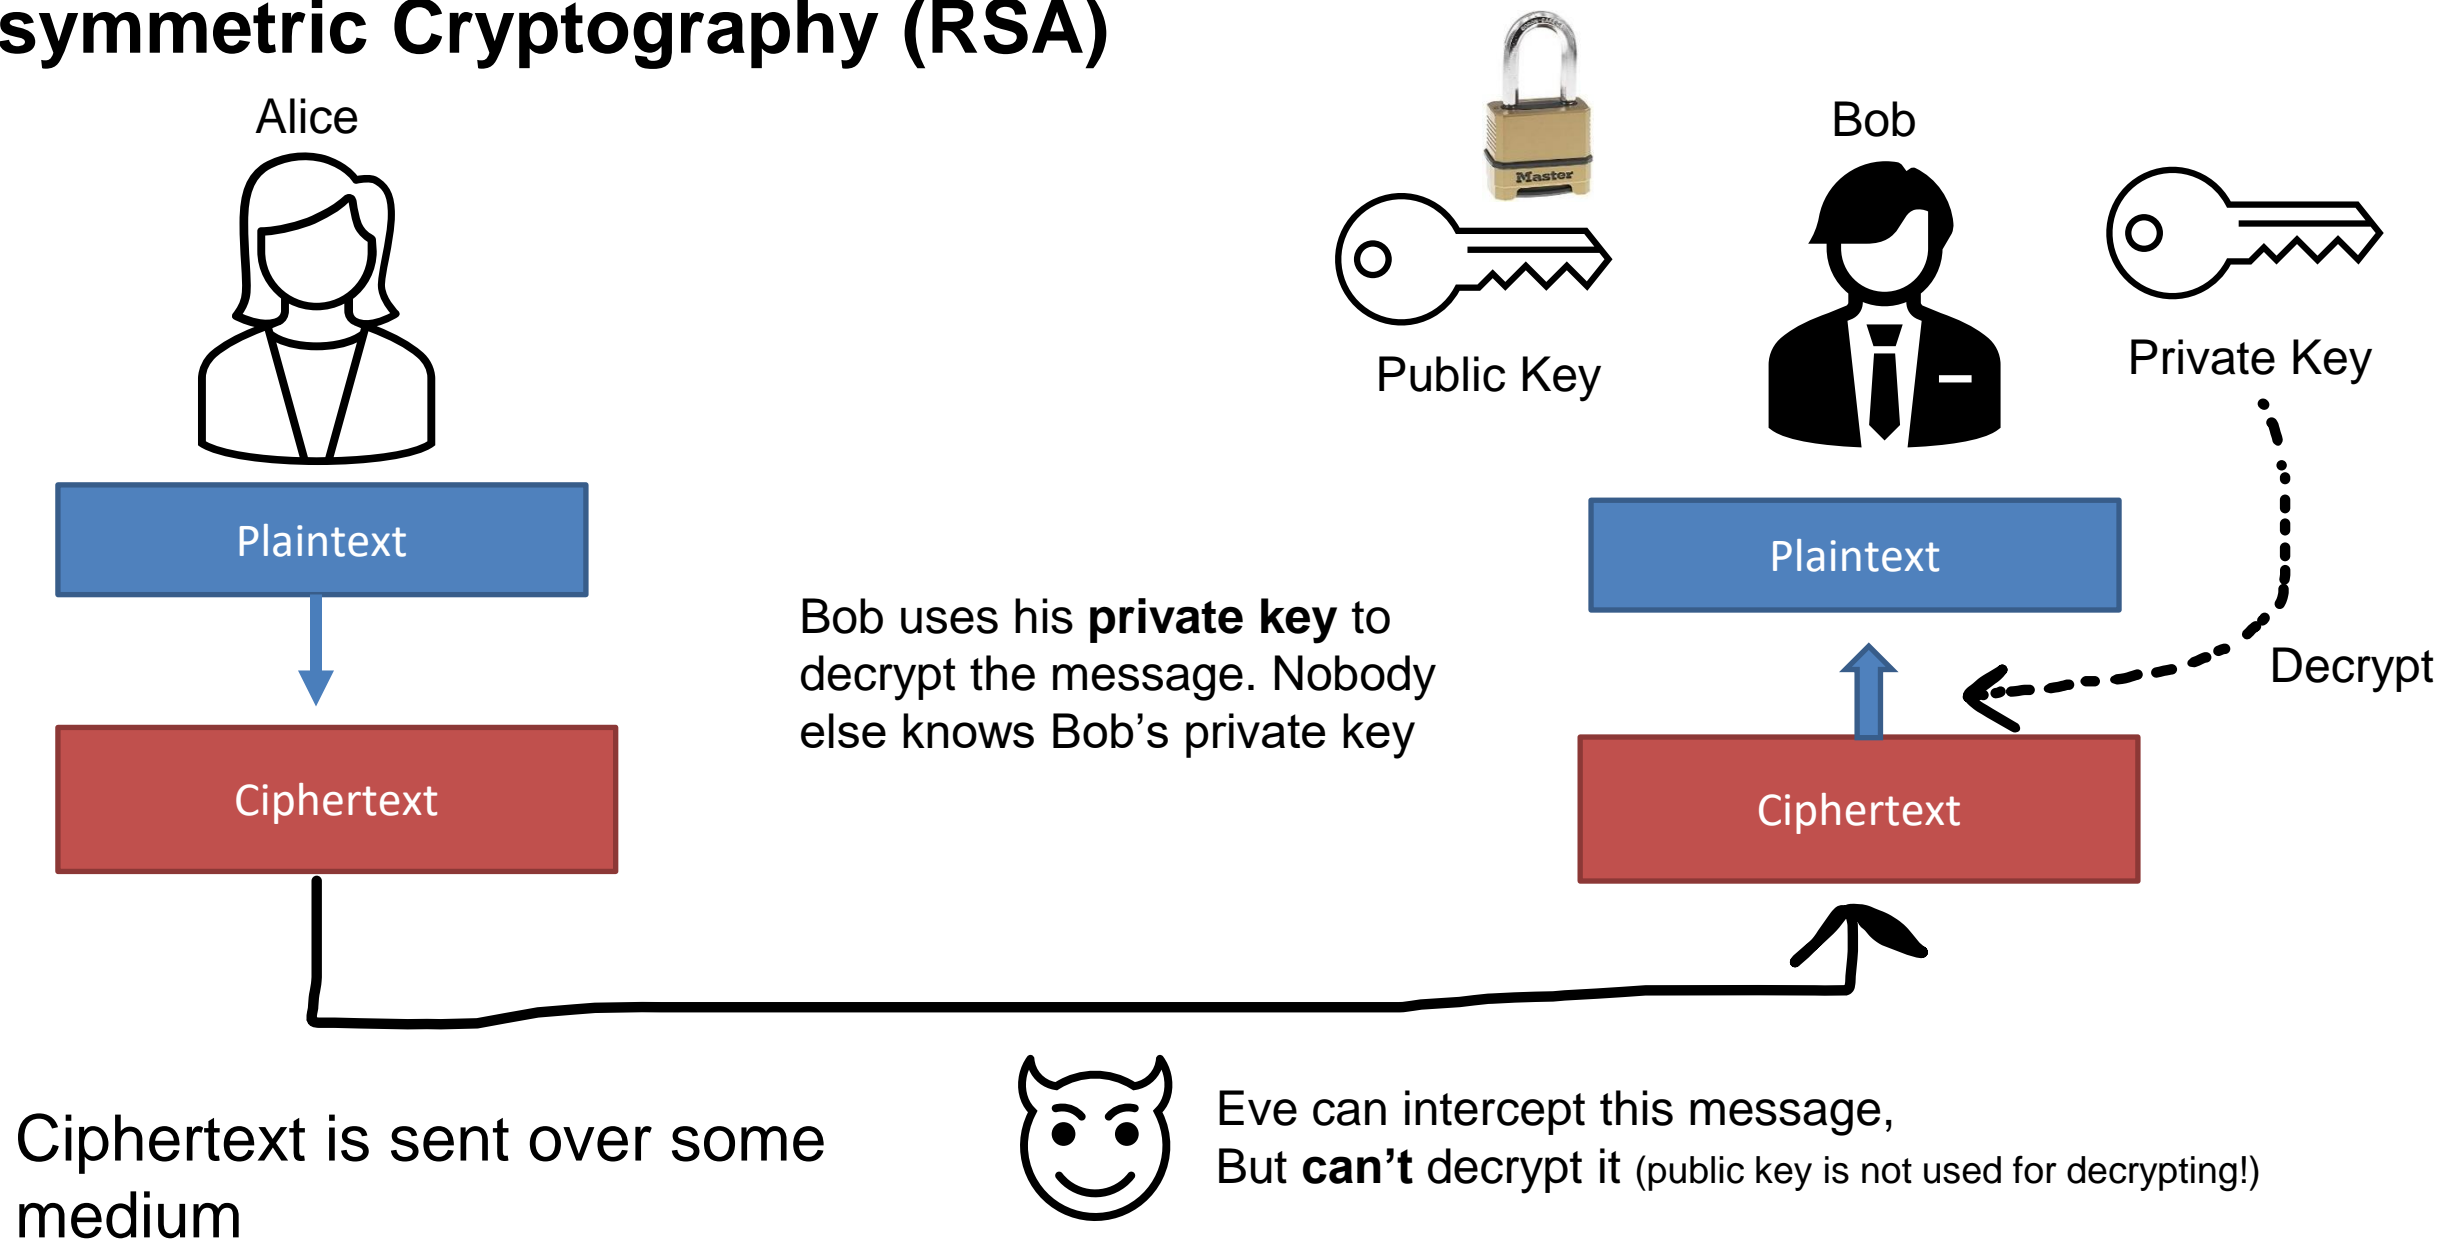 symmetric Cryptography (RSA)
Alice
Master
Bob
Public Key
Private Key
Plaintext
Plaintext
Bob uses his private key to
decrypt the message. Nobody
else knows Bob’s private key
Decrypt
Ciphertext
Ciphertext
Ciphertext is sent over some
medium
Eve can intercept this message,
But can’t decrypt it (public key is not used for decrypting!)